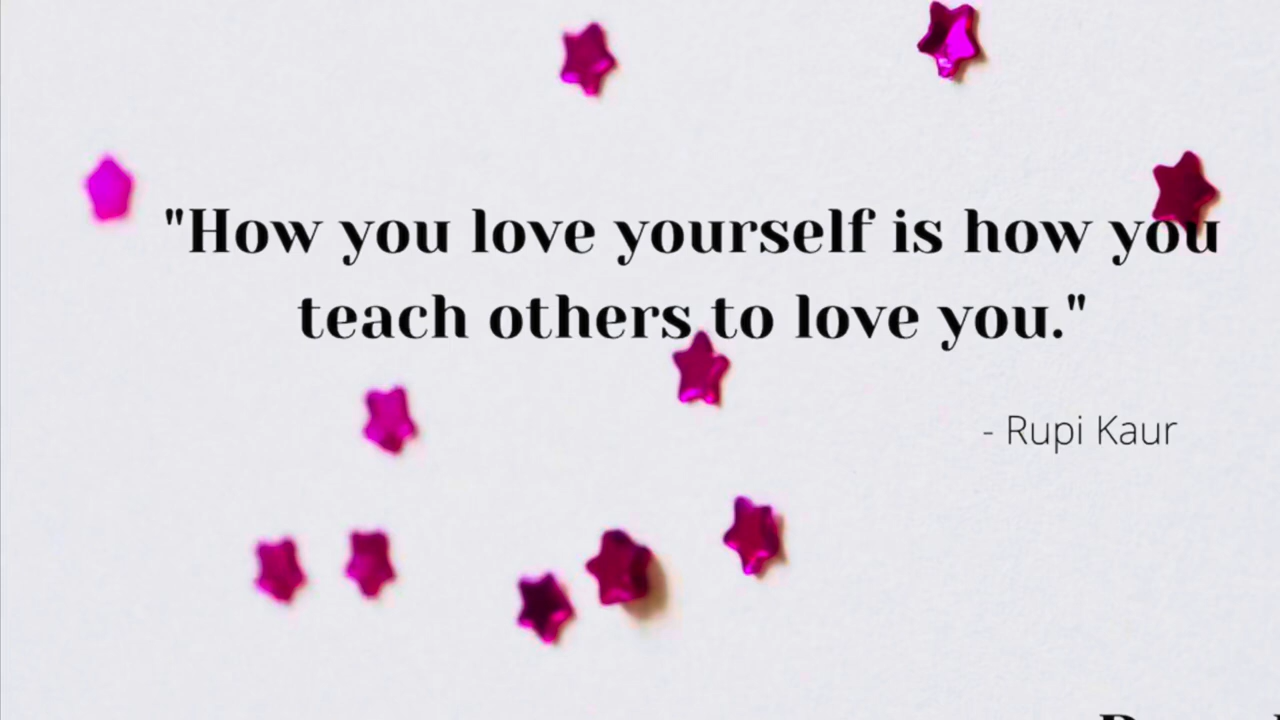 "How you love yourself is how you
teach others to love you."
- Rupi Kaur